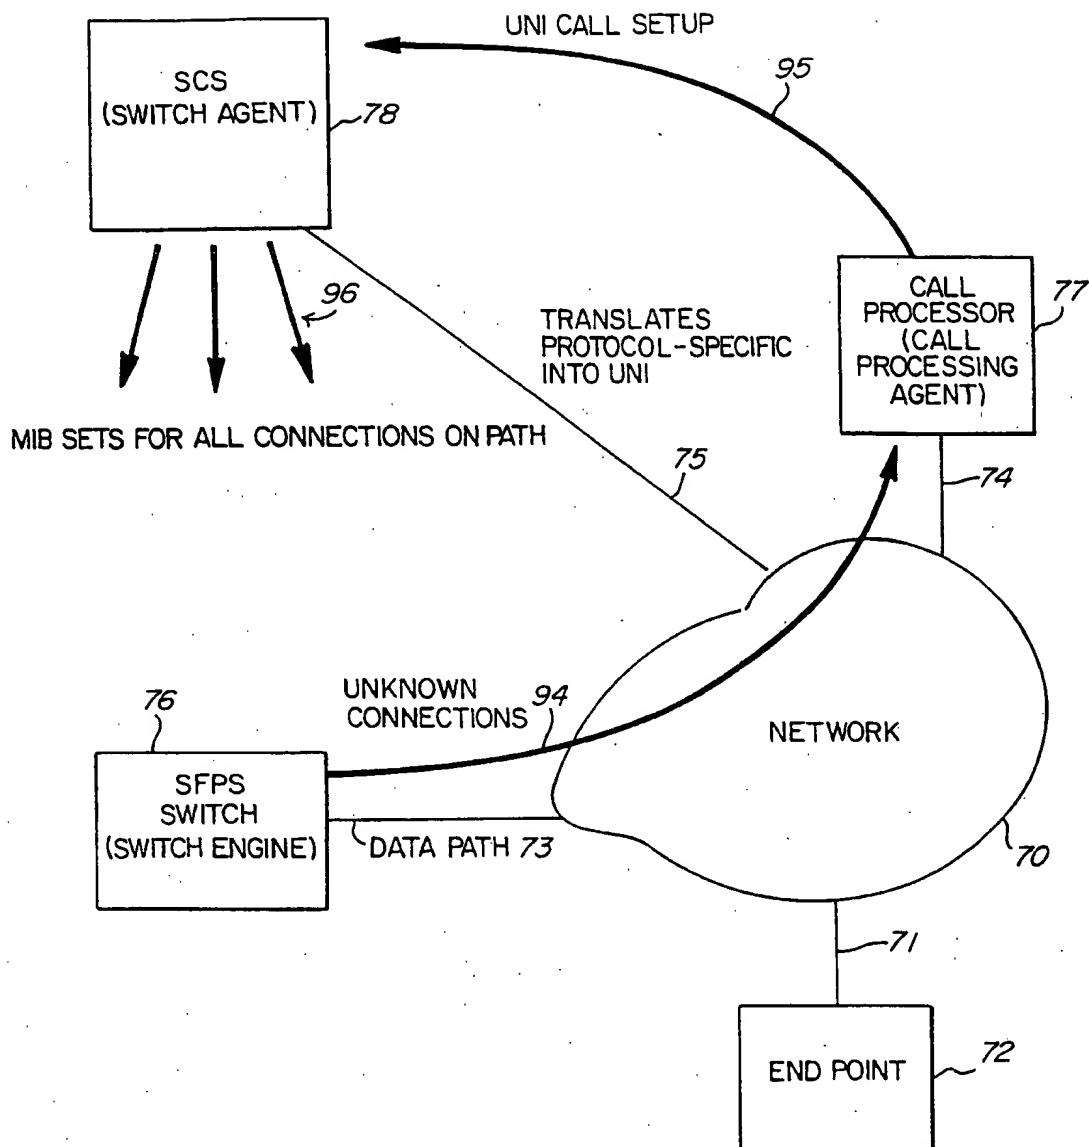 UNI CALL SETUP
95
SCS
(SWITCH AGENT)
78
96
CALL
PROCESSOR
(CALL
PROCESSING
AGENT)
77
TRANSLATES
PROTOCOL-SPECIFIC
INTO UNI
MIB SETS FOR ALL CONNECTIONS ON PATH
75
74
UNKNOWN
CONNECTIONS
94
76
NETWORK
SFPS
SWITCH
(SWITCH ENGINE)
DATA PATH 73
70
71
END POINT
72